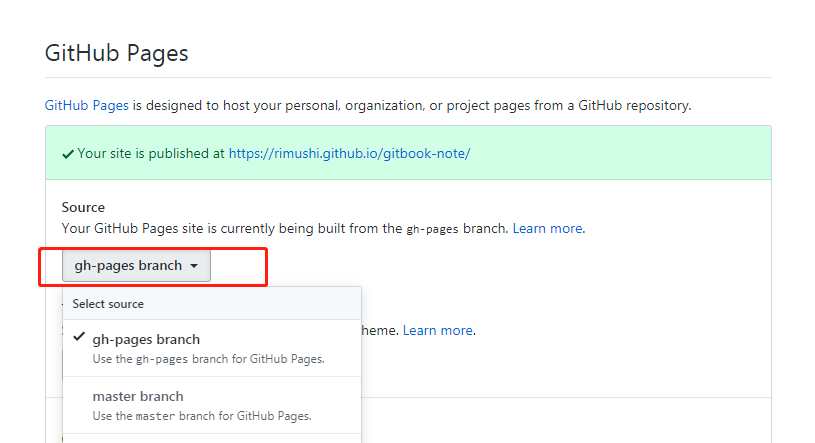 GitHub Pages
GitHub Pages is designed to host your personal, organization, or project pages from a GitHub repository.
Your site is published at https://rimushi.github.io/gitbook-note/
Source
Your GitHub Pages site is currently being built from the gh-pages branch. Learn more.
gh-pages branch
Select source
heme. Learn more.
gh-pages branch
Use the gh-pages branch for GitHub Pages.
master branch
Use the master branch for GitHub Pages.